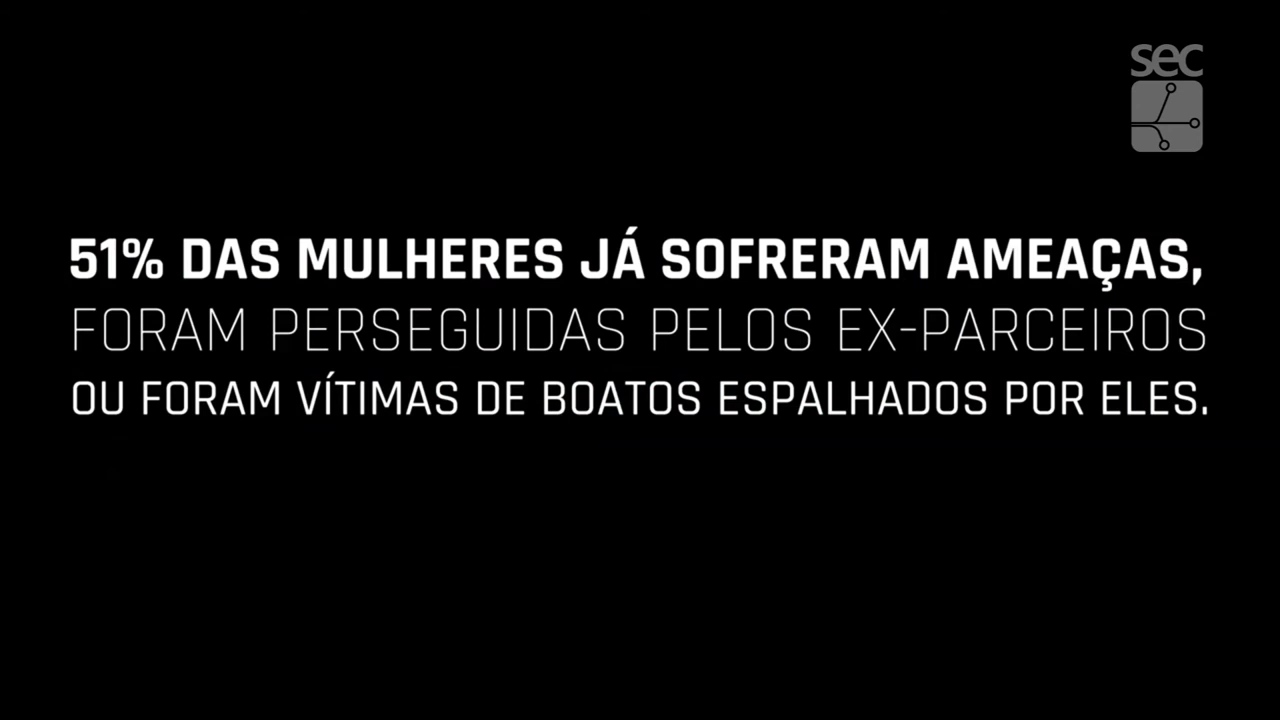 sec
51% DAS MULHERES JÁ SOFRERAM AMEAÇAS,
FORAM PERSEGUIDAS PELOS EX-PARCEIROS
OU FORAM VÍTIMAS DE BOATOS ESPALHADOS POR ELES.